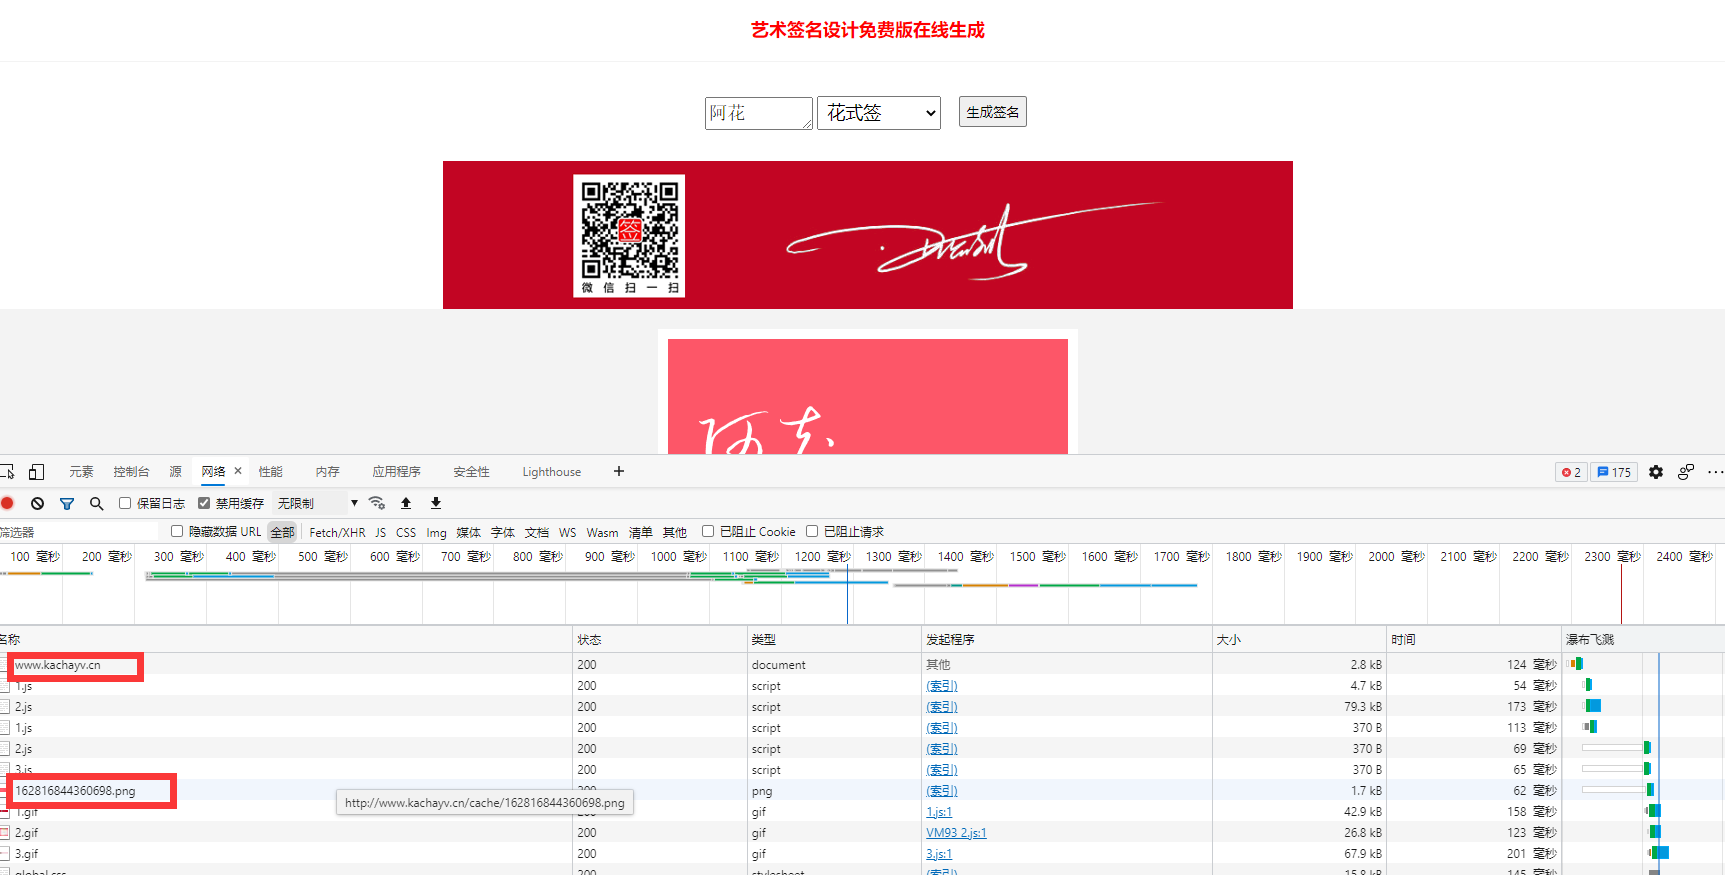 艺术签名设计免费版在线生成
阿花 花式签 生成签名
签
微信扫一扫
阿花
元素 控制台 源 网络 × 性能 内存 应用程序 安全性 Lighthouse + 2 175
保留日志 禁用缓存 无限制
筛选器 隐藏数据 URL 全部 Fetch/XHR JS CSS Img 媒体 字体 文档 WS Wasm 清单 其他 已阻止 Cookie 已阻止请求
100 毫秒 200 毫秒 300 毫秒 400 毫秒 500 毫秒 600 毫秒 700 毫秒 800 毫秒 900 毫秒 1000 毫秒 1100 毫秒 1200 毫秒 1300 毫秒 1400 毫秒 1500 毫秒 1600 毫秒 1700 毫秒 1800 毫秒 1900 毫秒 2000 毫秒 2100 毫秒 2200 毫秒 2300 毫秒 2400 毫秒
名称 状态 类型 发起程序 大小 时间 瀑布飞溅
www.kachayv.cn 200 document 其他 2.8 kB 124 毫秒
1.js 200 script (索引) 4.7 kB 54 毫秒
2.js 200 script (索引) 79.3 kB 173 毫秒
1.js 200 script (索引) 370 B 113 毫秒
2.js 200 script (索引) 370 B 69 毫秒
3.js 200 script (索引) 370 B 65 毫秒
162816844360698.png 200 png (索引) 1.7 kB 62 毫秒
http://www.kachayv.cn/cache/162816844360698.png
1.gif 200 gif 1.js:1 42.9 kB 158 毫秒
2.gif 200 gif VM93 2.js:1 26.8 kB 123 毫秒
3.gif 200 gif 3.js:1 67.9 kB 201 毫秒
global.css 200 stylesheet (索引) 15.8 kB 145 毫秒